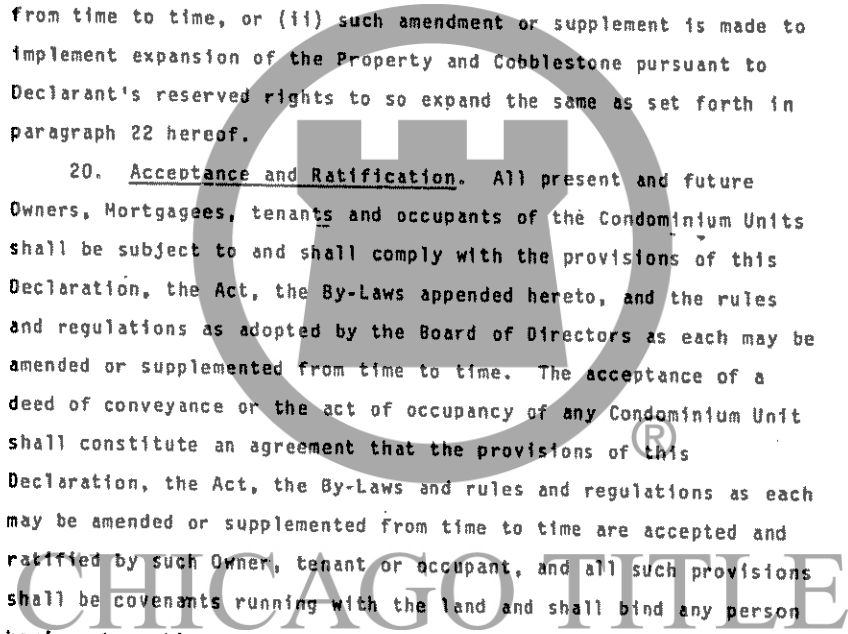 from time to time, or (ii) such amendment or supplement is made to
implement expansion of the Property and Cobblestone pursuant to
Declarant's reserved rights to so expand the same as set forth in
paragraph 22 hereof.
20. Acceptance and Ratification. All present and future
Owners, Mortgagees, tenants and occupants of the Condominium Units
shall be subject to and shall comply with the provisions of this
Declaration, the Act, the By-Laws appended hereto, and the rules
and regulations as adopted by the Board of Directors as each may be
amended or supplemented from time to time. The acceptance of a
deed of conveyance or the act of occupancy of any Condominium Unit
shall constitute an agreement that the provisions of this
®
Declaration, the Act, the By-Laws and rules and regulations as each
may be amended or supplemented from time to time are accepted and
ratified by such Owner, tenant or occupant, and all such provisions
CHICAGO TITLE
shall be covenants running with the land and shall bind any person